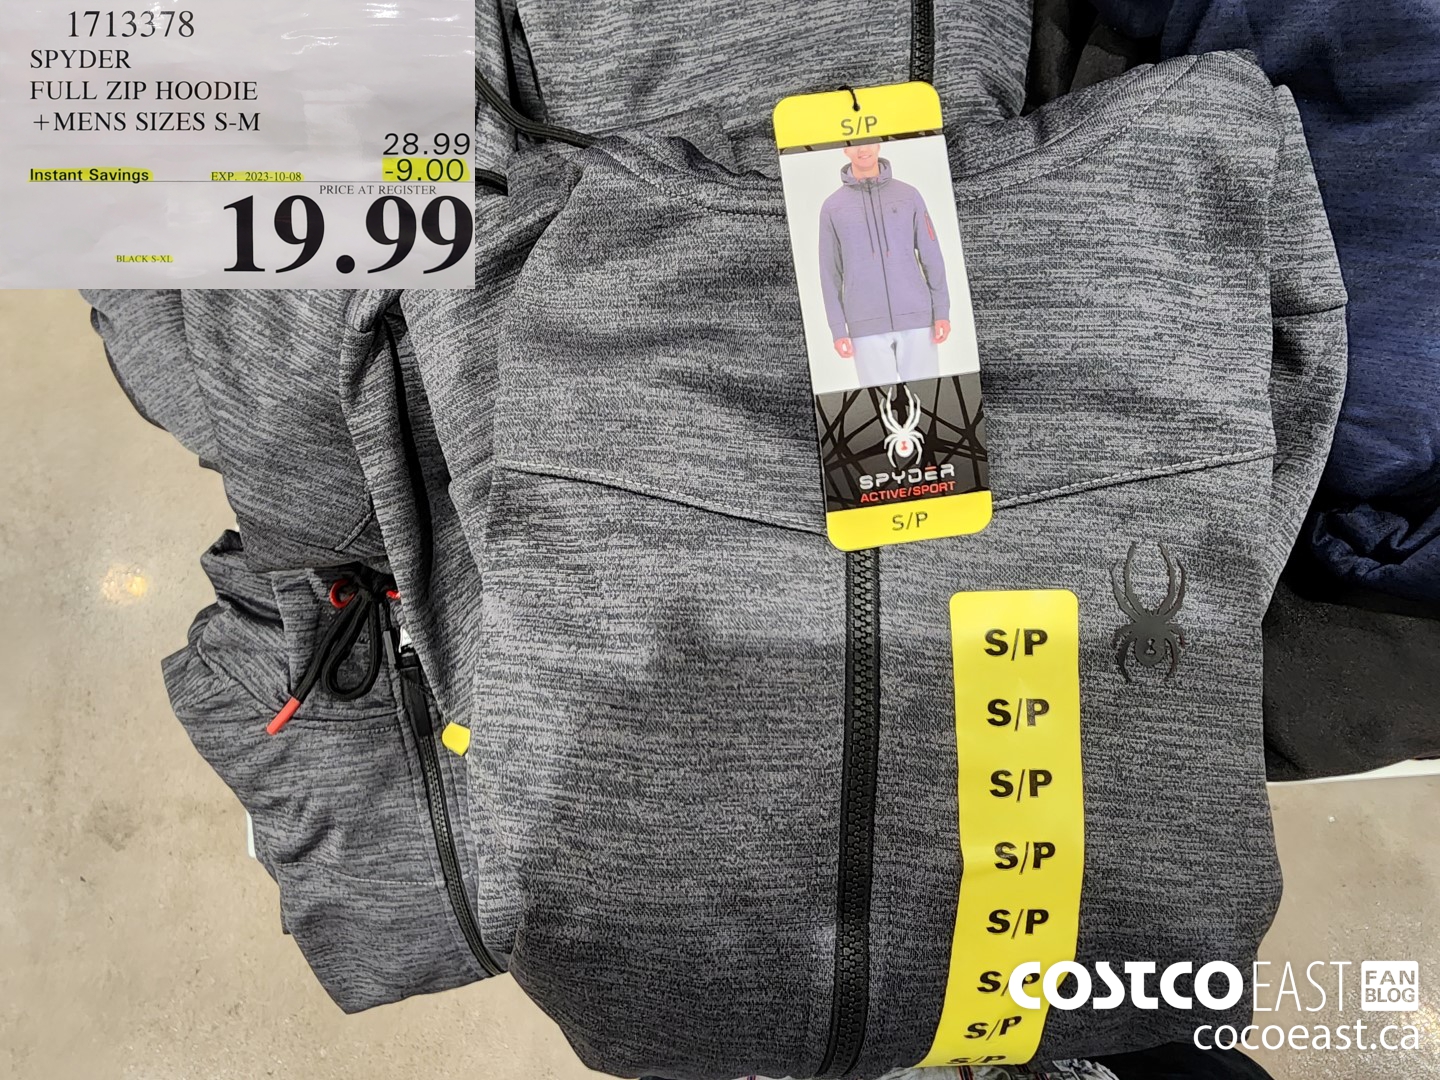 1713378
SPYDER
FULL ZIP HOODIE
+MENS SIZES S-M
28.99
Instant Savings EXP. 2023-10-08 -9.00
PRICE AT REGISTER
19.99
BLACK S-XL
S/P
SPYDER
ACTIVE/SPORT
S/P
S/P
S/P
S/P
S/P
S/P
S/P
S/P
S/P
COSTCO EAST FAN BLOG
cocoeast.ca